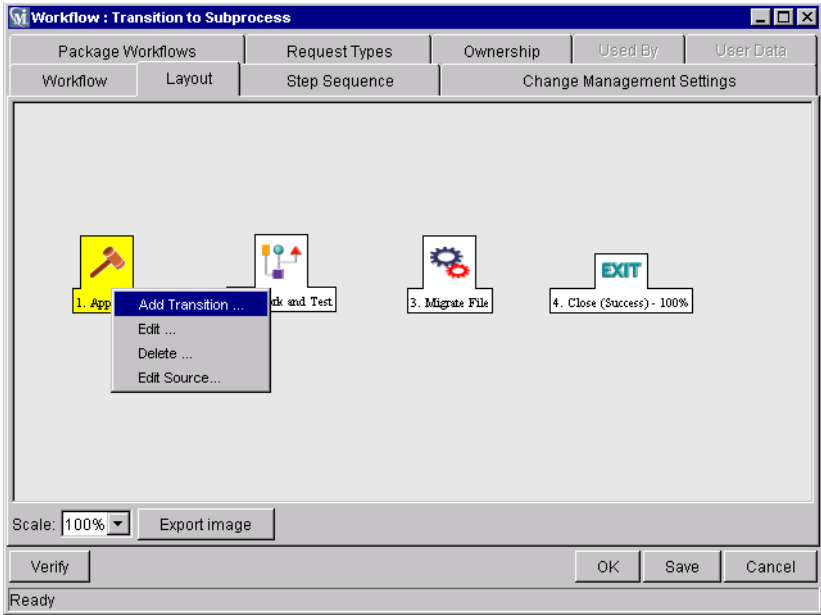 Workflow : Transition to Subprocess
Package Workflows Request Types Ownership Used By User Data
Workflow Layout Step Sequence Change Management Settings
EXIT
1. App and Test 3. Migrate File 4. Close (Success) - 100%
Add Transition ...
Edit ...
Delete ...
Edit Source...
Scale: 100% Export image
Verify OK Save Cancel
Ready